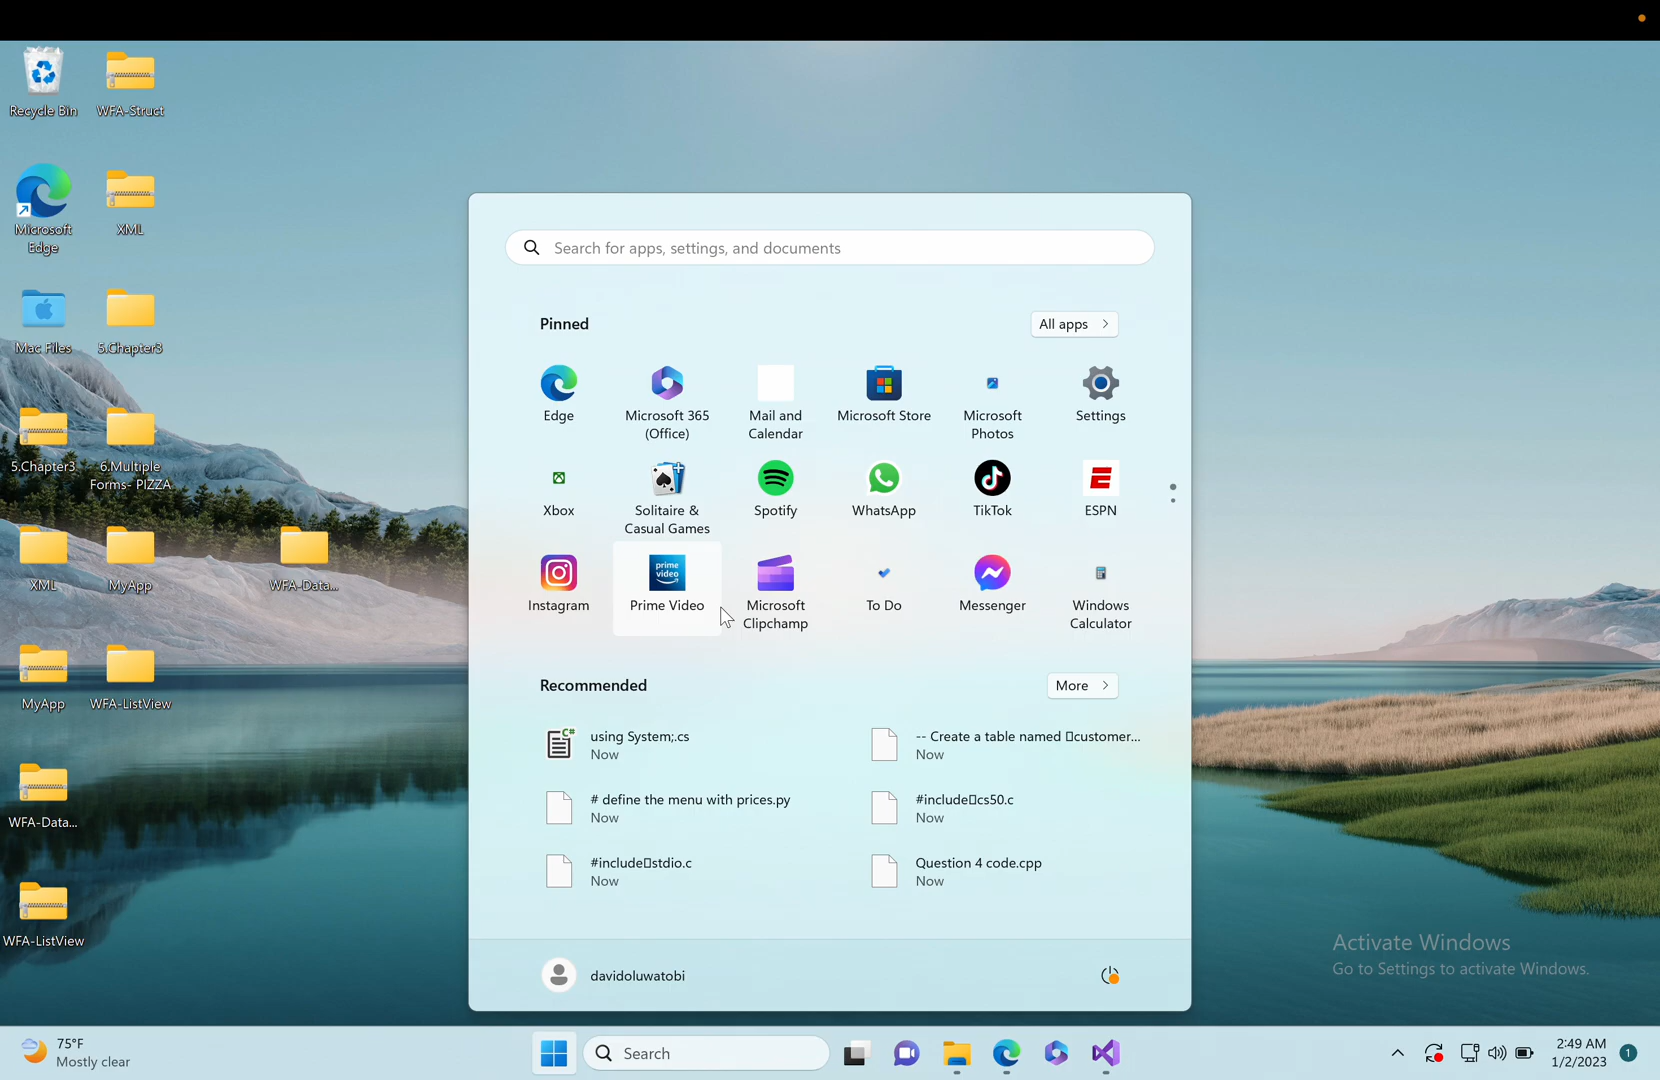 Recycle Bin
WFA-Struct
Microsoft
Edge
XML
Mac Files
5.Chapter3
5.Chapter3
6.Multiple
Forms- PIZZA
XML
MyApp
WFA-Data...
MyApp
WFA-ListView
WFA-Data...
WFA-ListView
Search for apps, settings, and documents
Pinned
All apps
Edge
Microsoft 365
(Office)
Mail and
Calendar
Microsoft Store
Microsoft
Photos
Settings
Xbox
Solitaire &
Casual Games
Spotify
WhatsApp
TikTok
ESPN
Instagram
prime
video
Prime Video
Microsoft
Clipchamp
To Do
Messenger
Windows
Calculator
Recommended
More
using System;.cs
Now
-- Create a table named ▯customer...
Now
# define the menu with prices.py
Now
#include▯cs50.c
Now
#include▯stdio.c
Now
Question 4 code.cpp
Now
davidoluwatobi
Activate Windows
Go to Settings to activate Windows.
75°F
Mostly clear
Search
2:49 AM
1/2/2023
1